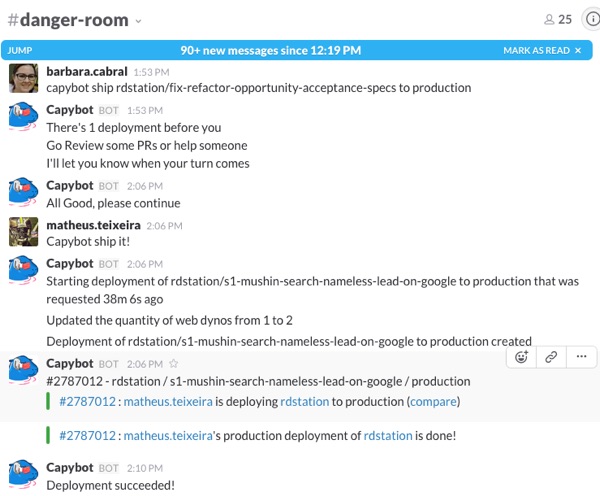 #danger-room
25
JUMP
90+ new messages since 12:19 PM
MARK AS READ ×
barbara.cabral 1:53 PM
capybot ship rdstation/fix-refactor-opportunity-acceptance-specs to production
Capybot BOT 1:53 PM
There's 1 deployment before you
Go Review some PRs or help someone
I'll let you know when your turn comes
Capybot BOT 2:06 PM
All Good, please continue
matheus.teixeira 2:06 PM
Capybot ship it!
Capybot BOT 2:06 PM
Starting deployment of rdstation/s1-mushin-search-nameless-lead-on-google to production that was
requested 38m 6s ago
Updated the quantity of web dynos from 1 to 2
Deployment of rdstation/s1-mushin-search-nameless-lead-on-google to production created
Capybot BOT 2:06 PM
#2787012 - rdstation / s1-mushin-search-nameless-lead-on-google / production
#2787012 : matheus.teixeira is deploying rdstation to production (compare)
#2787012 : matheus.teixeira's production deployment of rdstation is done!
Capybot BOT 2:10 PM
Deployment succeeded!